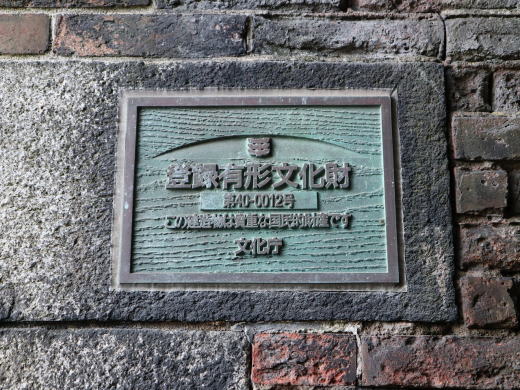 登録有形文化財
第40-0012号
この建造物は貴重な国民的財産です
文化庁